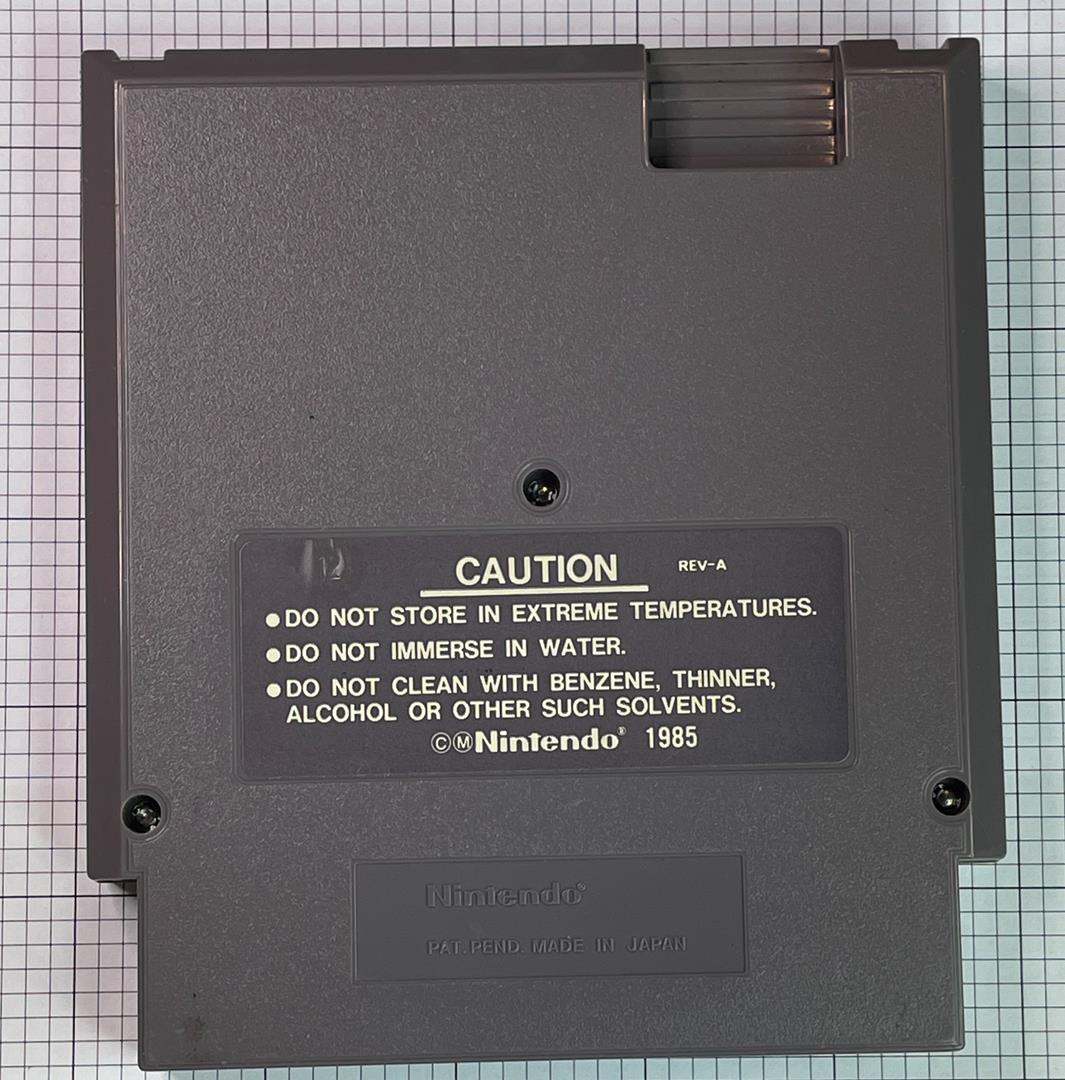 12
CAUTION REV-A
●DO NOT STORE IN EXTREME TEMPERATURES.
●DO NOT IMMERSE IN WATER.
●DO NOT CLEAN WITH BENZENE, THINNER,
ALCOHOL OR OTHER SUCH SOLVENTS.
©ⓂNintendo® 1985
Nintendo®
PAT. PEND. MADE IN JAPAN